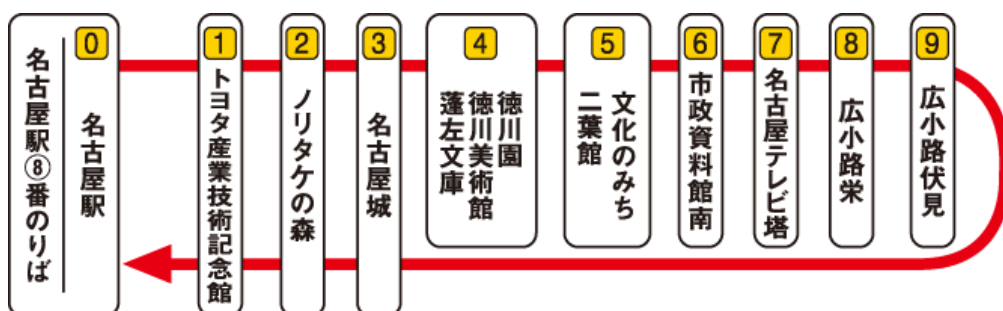 0
名古屋駅
名古屋駅⑧番のりば
1
トヨタ産業技術記念館
2
ノリタケの森
3
名古屋城
4
徳川園
徳川美術館
蓬左文庫
5
文化のみち
二葉館
6
市政資料館南
7
名古屋テレビ塔
8
広小路栄
9
広小路伏見